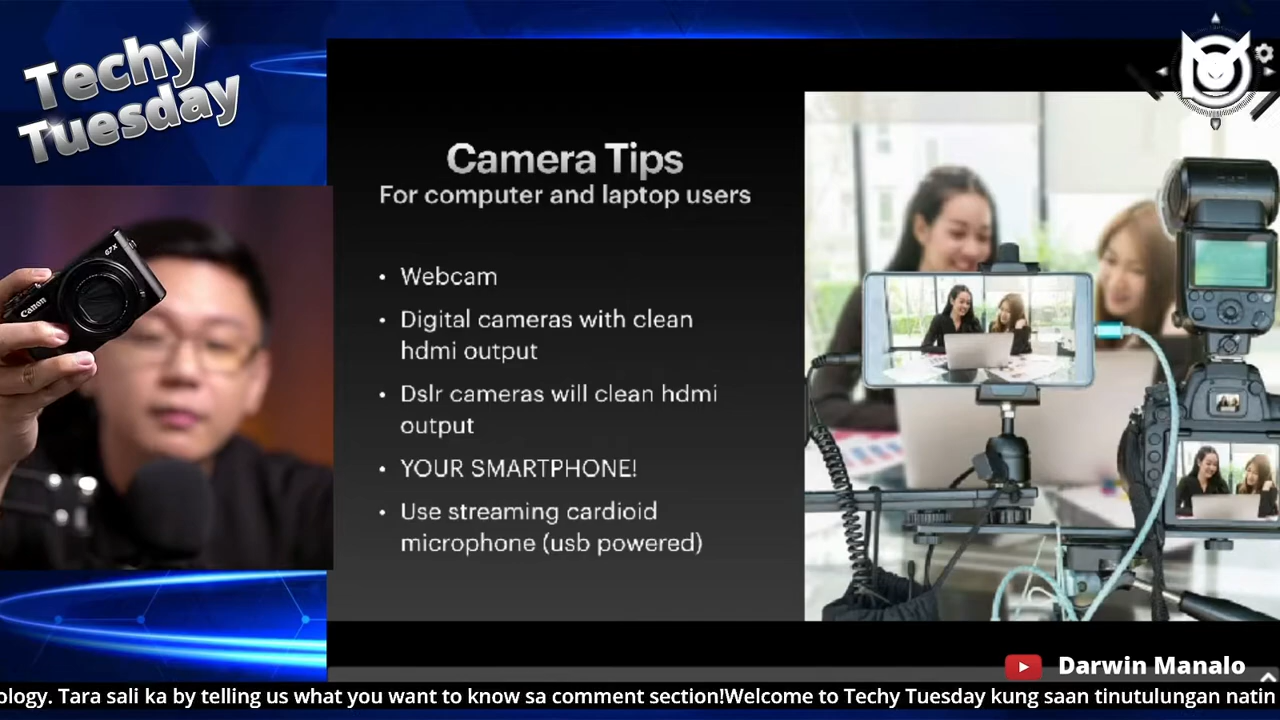 Techy
Tuesday
Canon
G7X
Camera Tips
For computer and laptop users
• Webcam
• Digital cameras with clean
hdmi output
• Dslr cameras will clean hdmi
output
• YOUR SMARTPHONE!
• Use streaming cardioid
microphone (usb powered)
Darwin Manalo
ology. Tara sali ka by telling us what you want to know sa comment section!Welcome to Techy Tuesday kung saan tinutulungan natin